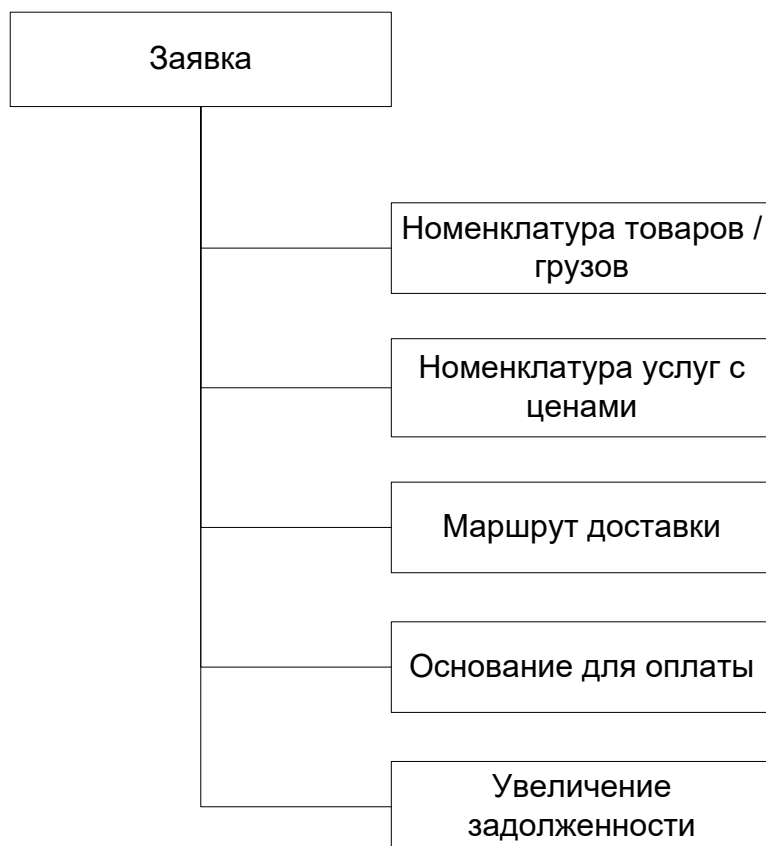 Заявка
Номенклатура товаров /
грузов
Номенклатура услуг с
ценами
Маршрут доставки
Основание для оплаты
Увеличение
задолженности